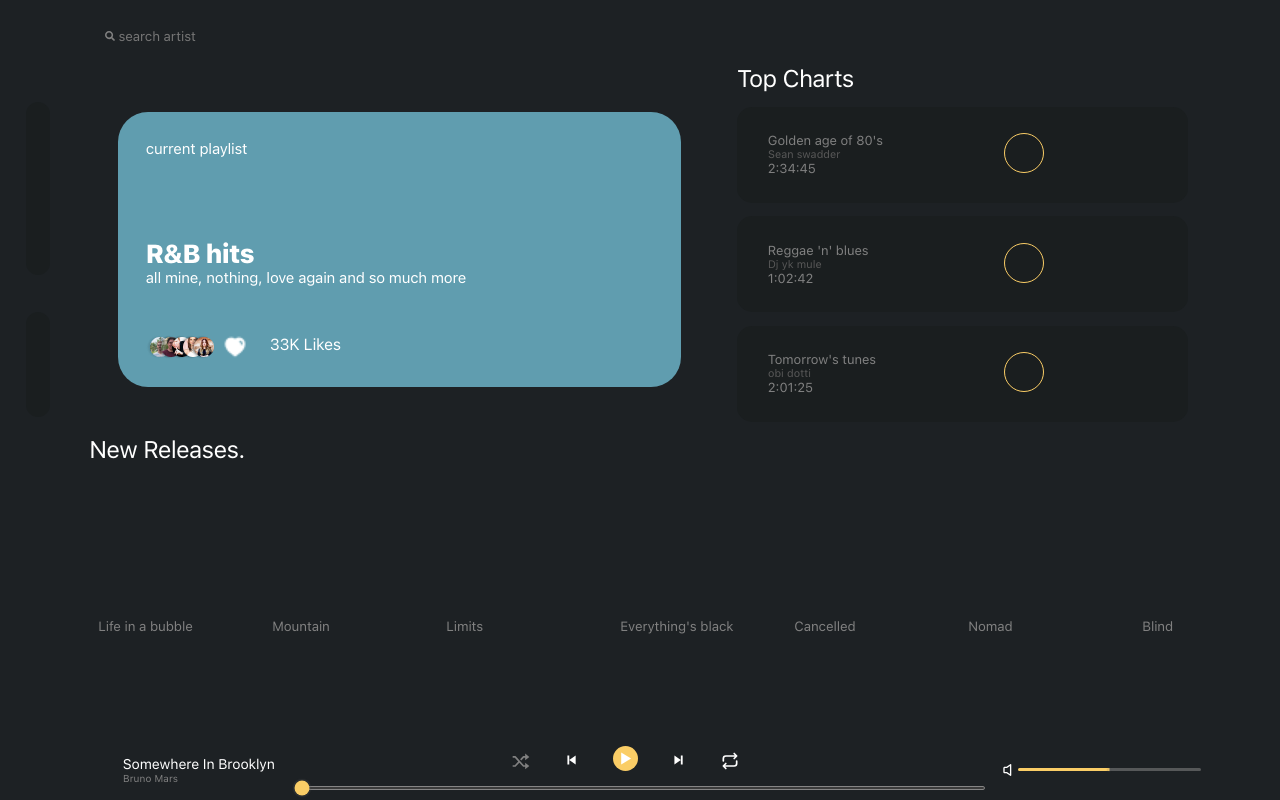 search artist
current playlist
R&B hits
all mine, nothing, love again and so much more
33K Likes
Top Charts
Golden age of 80's
Sean swadder
2:34:45
Reggae 'n' blues
Dj yk mule
1:02:42
Tomorrow's tunes
obi dotti
2:01:25
New Releases.
Life in a bubble
Mountain
Limits
Everything's black
Cancelled
Nomad
Blind
Somewhere In Brooklyn
Bruno Mars